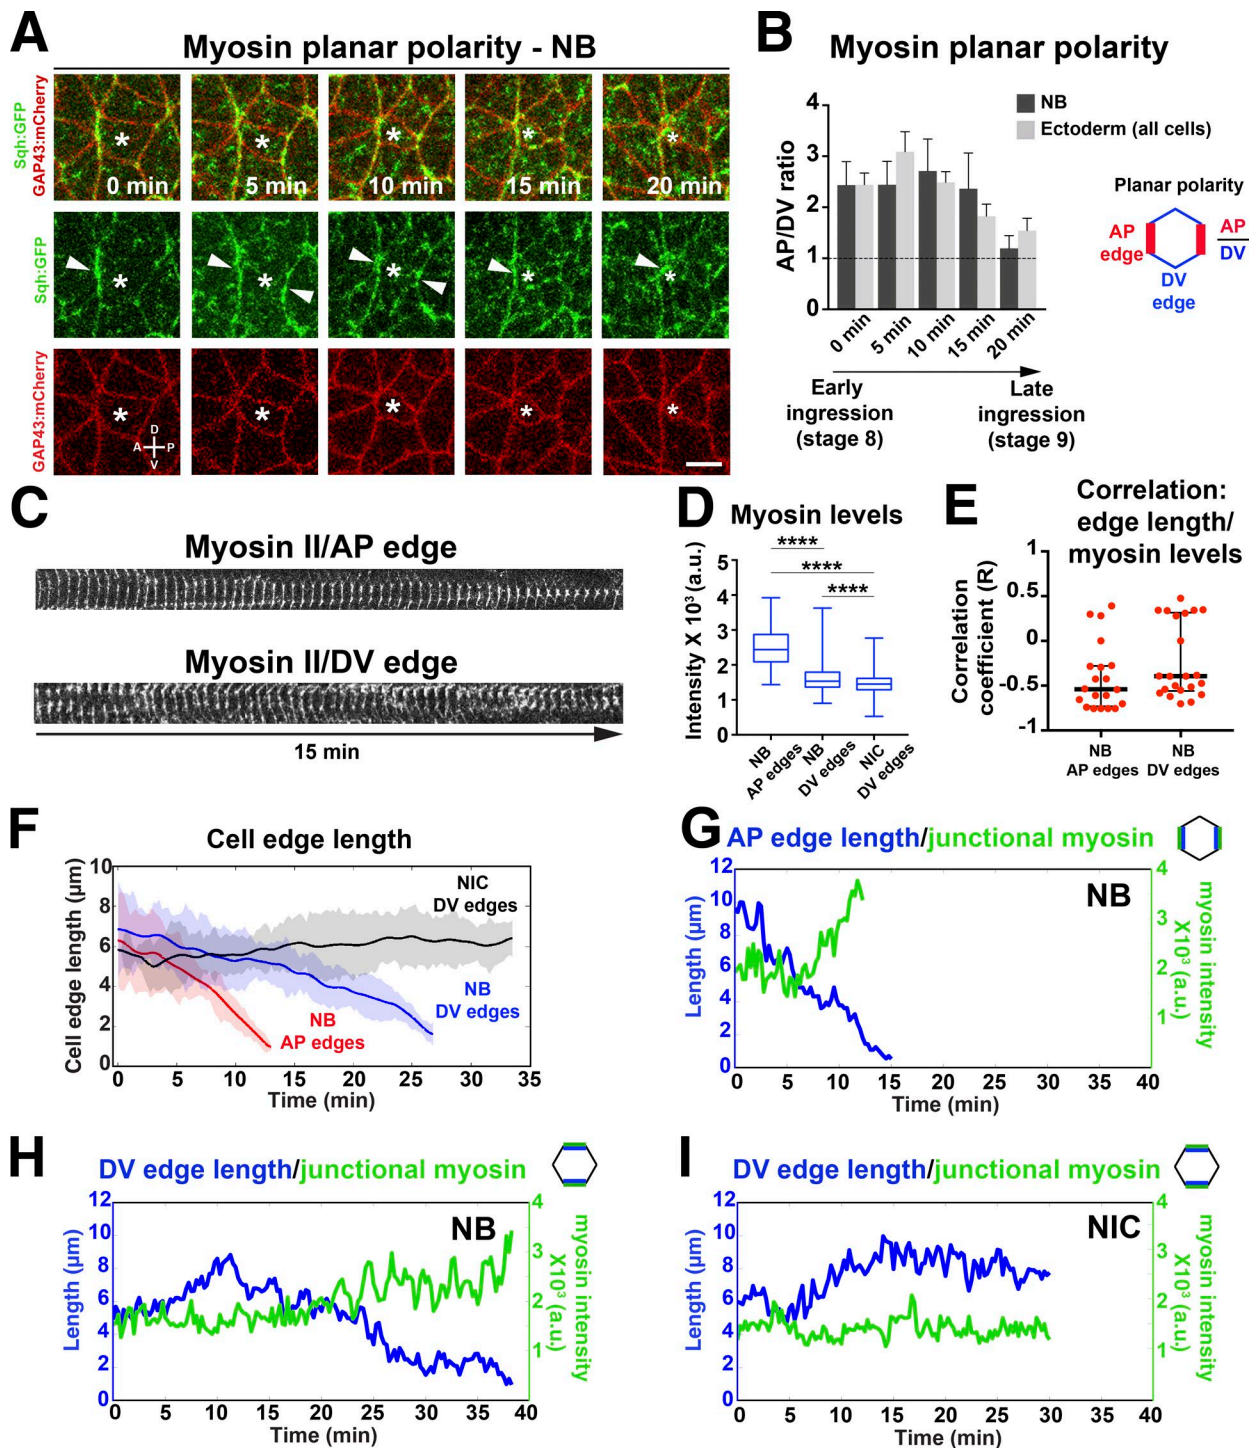 A
Myosin planar polarity - NB
Sqh:GFP
GAP43:mCherry
0 min
5 min
10 min
15 min
20 min
Sqh:GFP
GAP43:mCherry
D
A P
V
B
Myosin planar polarity
NB
Ectoderm (all cells)
AP/DV ratio
4
3
2
1
0
0 min
5 min
10 min
15 min
20 min
Early
ingression
(stage 8)
Late
ingression
(stage 9)
Planar polarity
AP
edge
DV
edge
AP
DV
C
Myosin II/AP edge
Myosin II/DV edge
15 min
D
Myosin levels
****
****
****
Intensity X 10³ (a.u.)
5
4
3
2
1
0
NB
AP edges
NB
DV edges
NIC
DV edges
E
Correlation:
edge length/
myosin levels
Correlation
coefficient (R)
1
0.5
0
-0.5
-1
NB
AP edges
NB
DV edges
F
Cell edge length
Cell edge length (µm)
10
8
6
4
2
0
NIC
DV edges
NB
DV edges
NB
AP edges
0 5 10 15 20 25 30 35
Time (min)
G
AP edge length/junctional myosin
NB
Length (µm)
12
10
8
6
4
2
0
4
3
2
1
myosin intensity
X10³ (a.u.)
0 5 10 15 20 25 30 35 40
Time (min)
H
DV edge length/junctional myosin
NB
Length (µm)
12
10
8
6
4
2
0
4
3
2
1
myosin intensity
X10³ (a.u)
0 5 10 15 20 25 30 35 40
Time (min)
I
DV edge length/junctional myosin
NIC
Length (µm)
12
10
8
6
4
2
0
4
3
2
1
myosin intensity
X10³ (a.u.)
0 5 10 15 20 25 30 35 40
Time (min)